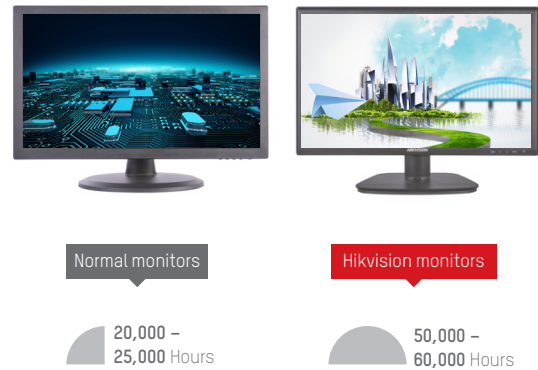 HIKVISION
Normal monitors
Hikvision monitors
20,000 –
25,000 Hours
50,000 –
60,000 Hours